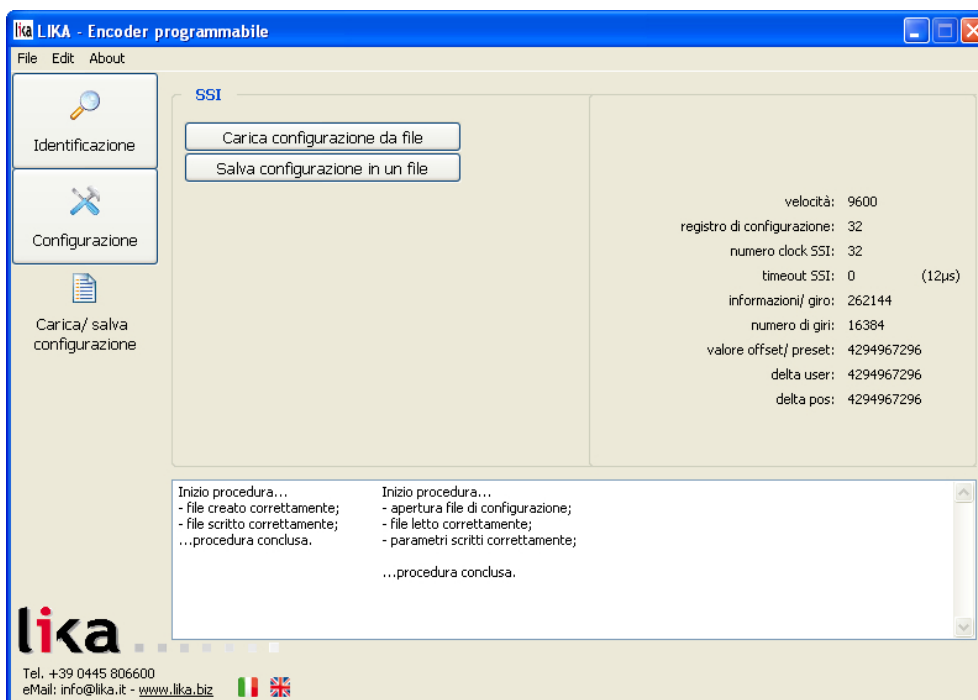 lika LIKA - Encoder programmabile
File Edit About
Identificazione
Configurazione
Carica/ salva
configurazione
SSI
Carica configurazione da file
Salva configurazione in un file
velocità: 9600
registro di configurazione: 32
numero clock SSI: 32
timeout SSI: 0 (12µs)
informazioni/ giro: 262144
numero di giri: 16384
valore offset/ preset: 4294967296
delta user: 4294967296
delta pos: 4294967296
Inizio procedura...
- file creato correttamente;
- file scritto correttamente;
...procedura conclusa.
Inizio procedura...
- apertura file di configurazione;
- file letto correttamente;
- parametri scritti correttamente;
...procedura conclusa.
lika
Tel. +39 0445 806600
eMail: info@lika.it - www.lika.biz